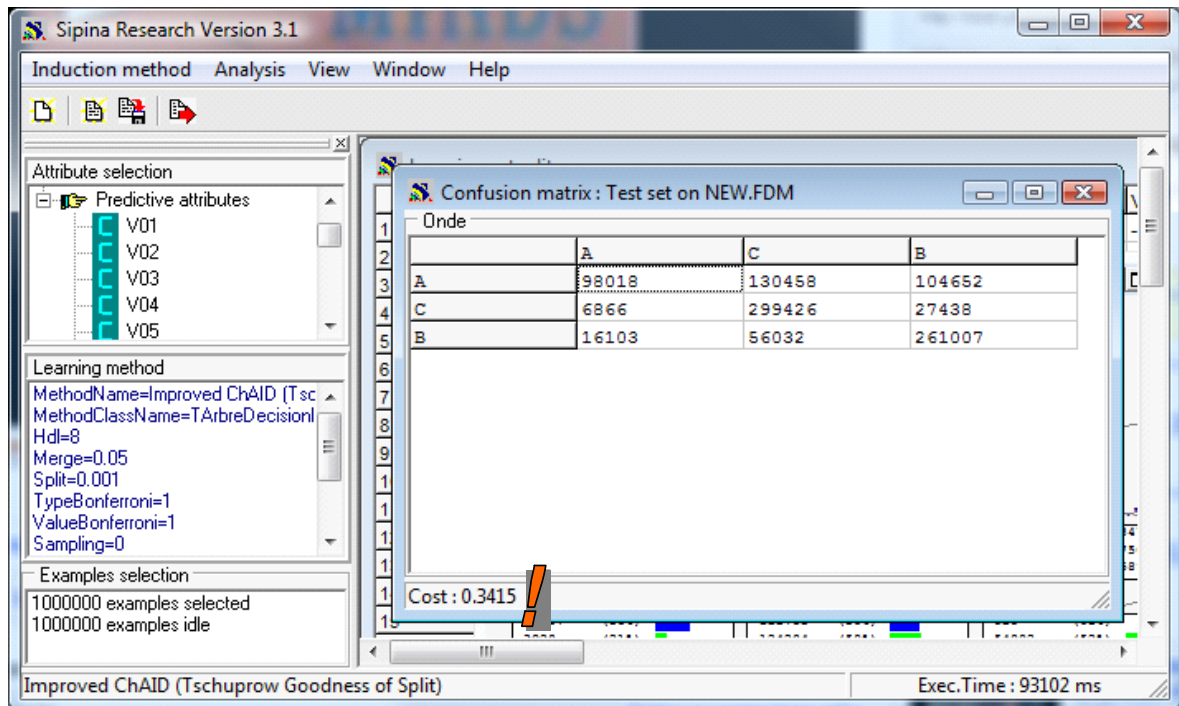 Sipina Research Version 3.1
Induction method Analysis View Window Help
Attribute selection
Predictive attributes
V01
V02
V03
V04
V05
Learning method
MethodName=Improved ChAID (Tsc
MethodClassName=TArbreDecisionI
Hdl=8
Merge=0.05
Split=0.001
TypeBonferroni=1
ValueBonferroni=1
Sampling=0
Examples selection
1000000 examples selected
1000000 examples idle
Confusion matrix : Test set on NEW.FDM
Onde
A C B
A 98018 130458 104652
C 6866 299426 27438
B 16103 56032 261007
Cost : 0.3415
!
Improved ChAID (Tschuprow Goodness of Split) Exec.Time : 93102 ms